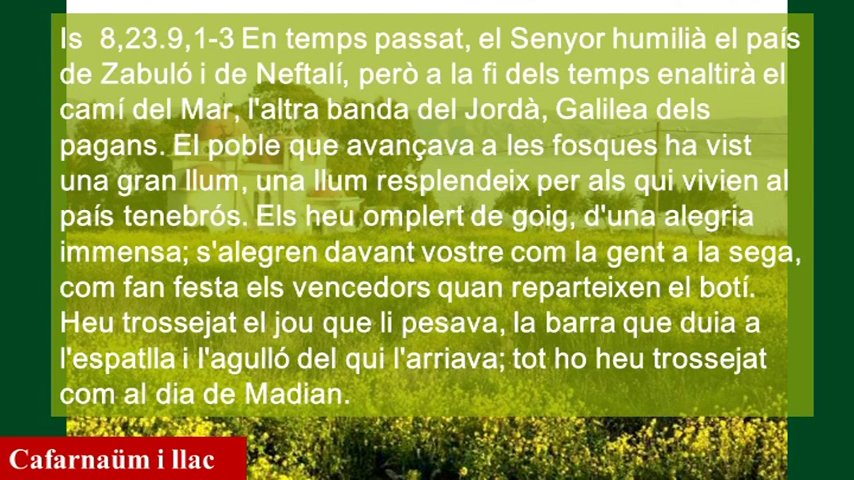 Is 8,23.9,1-3 En temps passat, el Senyor humilià el país
de Zabuló i de Neftalí, però a la fi dels temps enaltirà el
camí del Mar, l'altra banda del Jordà, Galilea dels
pagans. El poble que avançava a les fosques ha vist
una gran llum, una llum resplendeix per als qui vivien al
país tenebrós. Els heu omplert de goig, d'una alegria
immensa; s'alegren davant vostre com la gent a la sega,
com fan festa els vencedors quan reparteixen el botí.
Heu trossejat el jou que li pesava, la barra que duia a
l'espatlla i l'agulló del qui l'arriava; tot ho heu trossejat
com al dia de Madian.
Cafarnaüm i llac